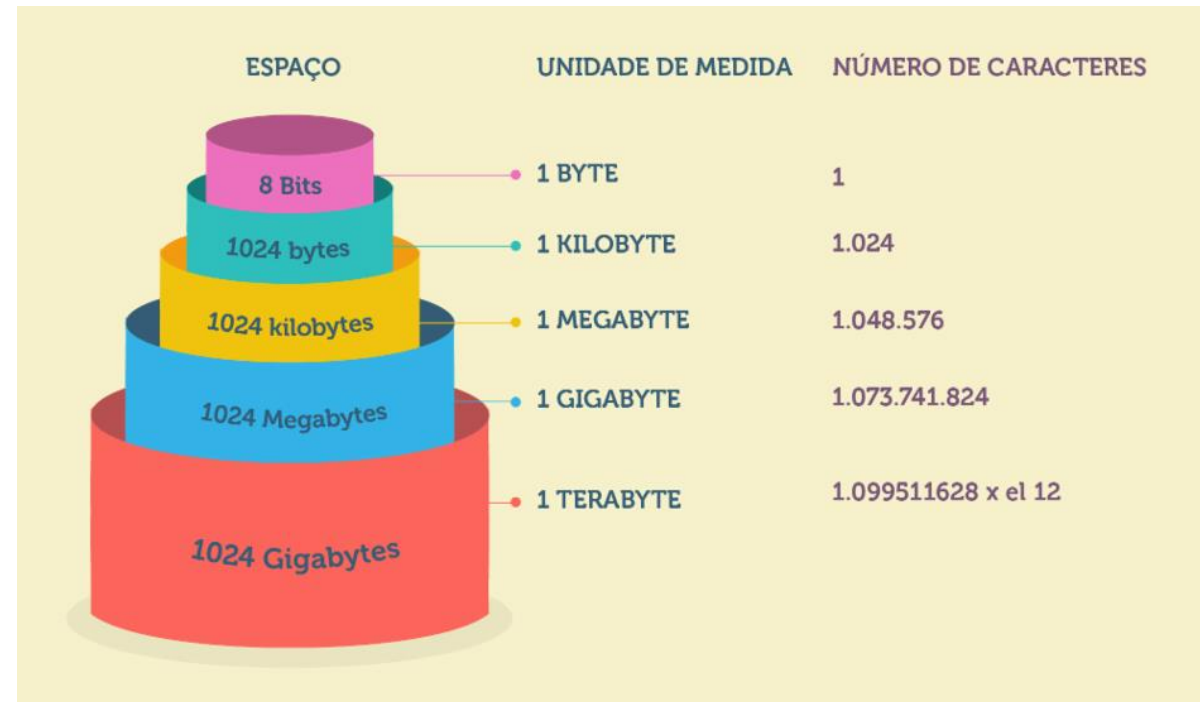 ESPAÇO UNIDADE DE MEDIDA NÚMERO DE CARACTERES
8 Bits 1 BYTE 1
1024 bytes 1 KILOBYTE 1.024
1024 kilobytes 1 MEGABYTE 1.048.576
1024 Megabytes 1 GIGABYTE 1.073.741.824
1024 Gigabytes 1 TERABYTE 1.099511628 x el 12